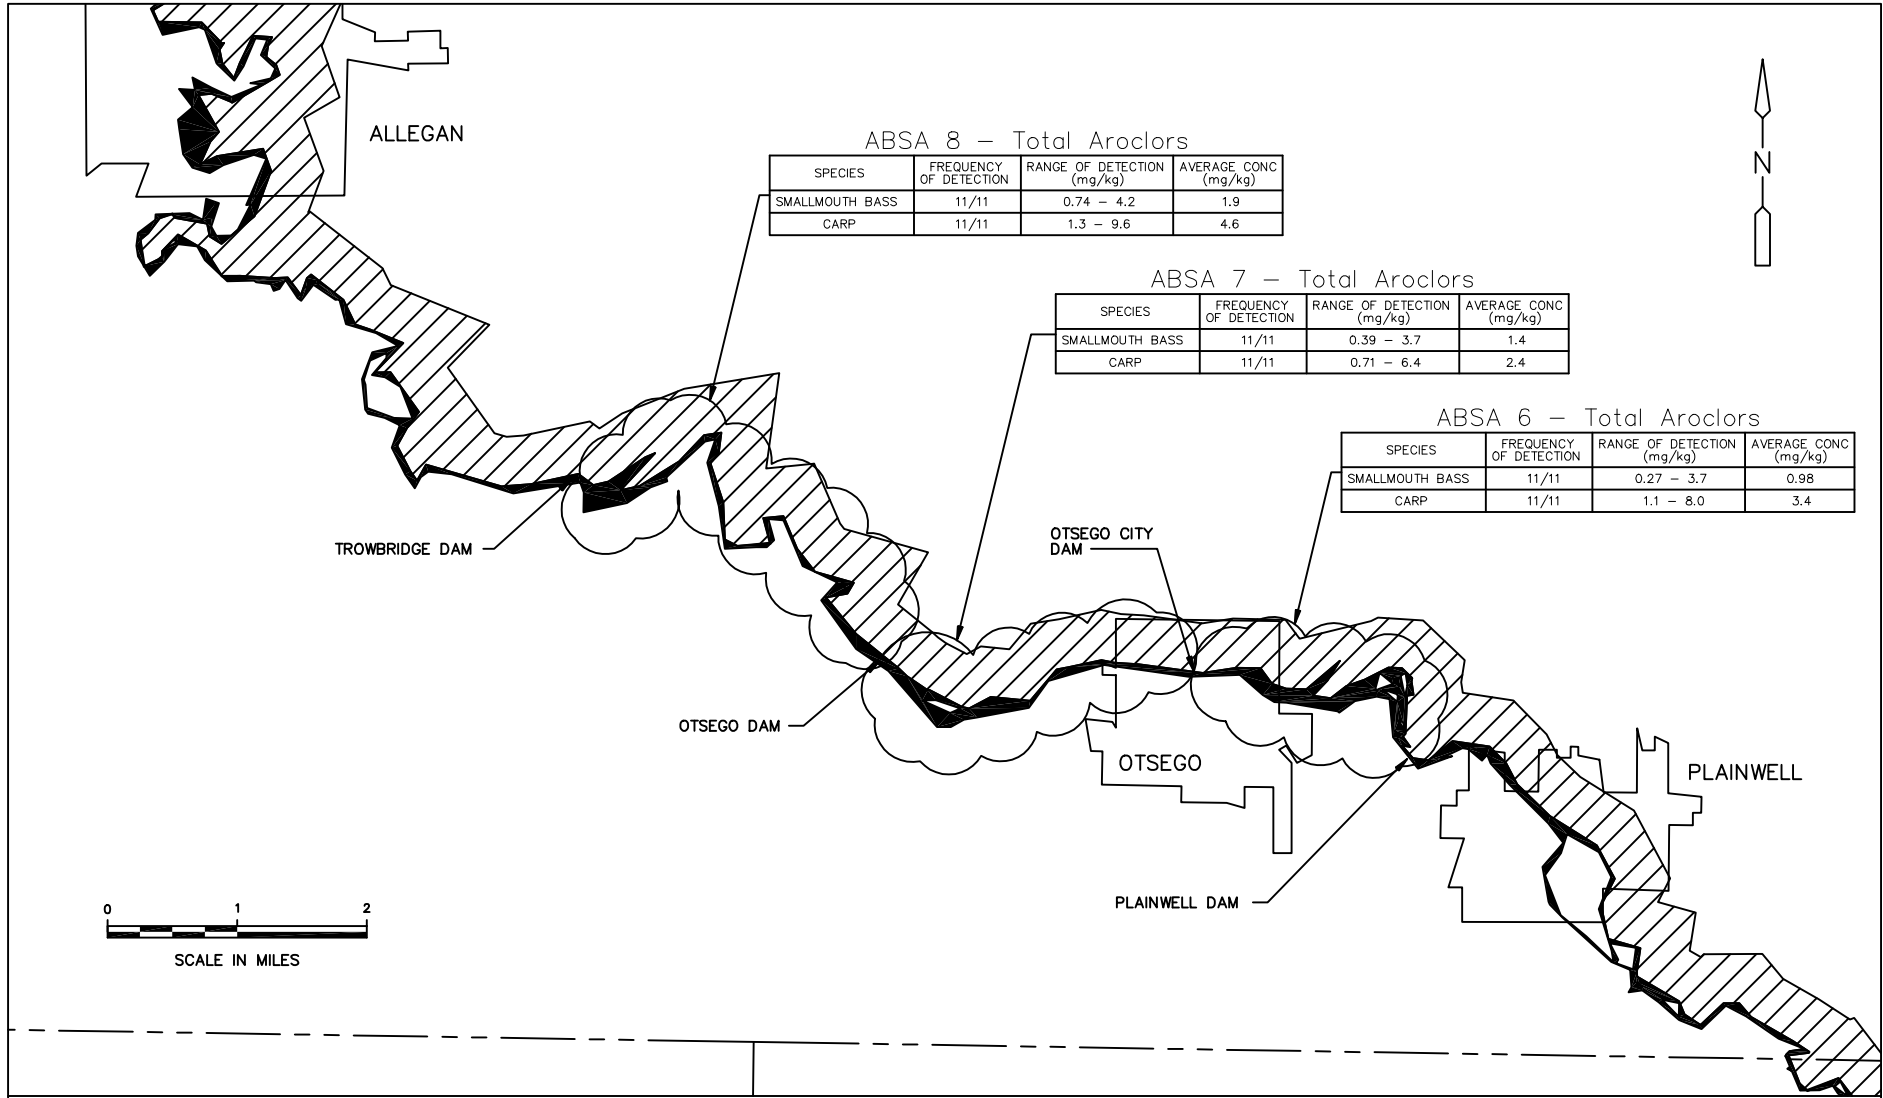 ALLEGAN
ABSA 8 - Total Aroclors
SPECIES FREQUENCY OF DETECTION RANGE OF DETECTION (mg/kg) AVERAGE CONC (mg/kg)
SMALLMOUTH BASS 11/11 0.74 - 4.2 1.9
CARP 11/11 1.3 - 9.6 4.6
N
ABSA 7 - Total Aroclors
SPECIES FREQUENCY OF DETECTION RANGE OF DETECTION (mg/kg) AVERAGE CONC (mg/kg)
SMALLMOUTH BASS 11/11 0.39 - 3.7 1.4
CARP 11/11 0.71 - 6.4 2.4
ABSA 6 - Total Aroclors
SPECIES FREQUENCY OF DETECTION RANGE OF DETECTION (mg/kg) AVERAGE CONC (mg/kg)
SMALLMOUTH BASS 11/11 0.27 - 3.7 0.98
CARP 11/11 1.1 - 8.0 3.4
TROWBRIDGE DAM
OTSEGO CITY
DAM
OTSEGO DAM
OTSEGO
PLAINWELL
PLAINWELL DAM
0 1 2
SCALE IN MILES